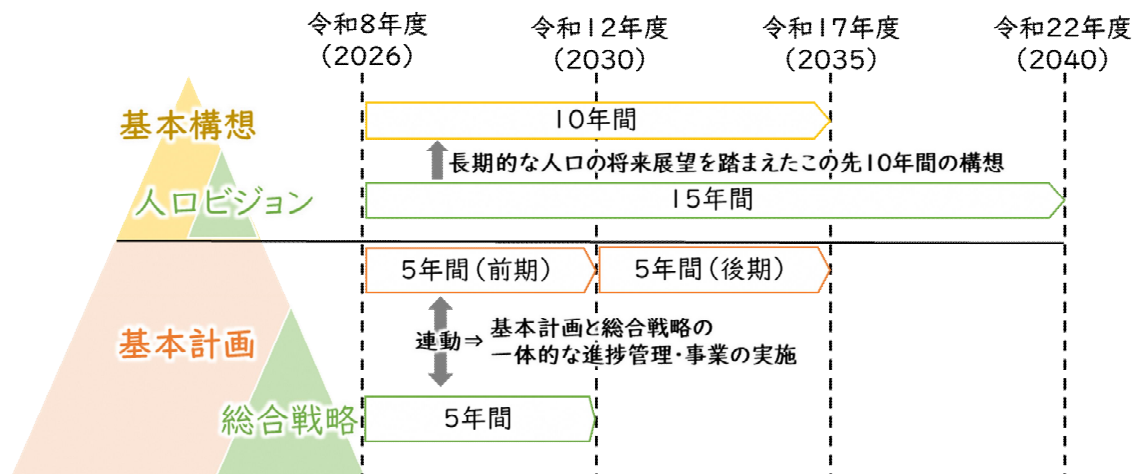 令和8年度
(2026)
令和12年度
(2030)
令和17年度
(2035)
令和22年度
(2040)
基本構想
10年間
長期的な人口の将来展望を踏まえたこの先10年間の構想
人口ビジョン
15年間
5年間(前期)
5年間(後期)
基本計画
連動⇒ 基本計画と総合戦略の
一体的な進捗管理・事業の実施
総合戦略
5年間